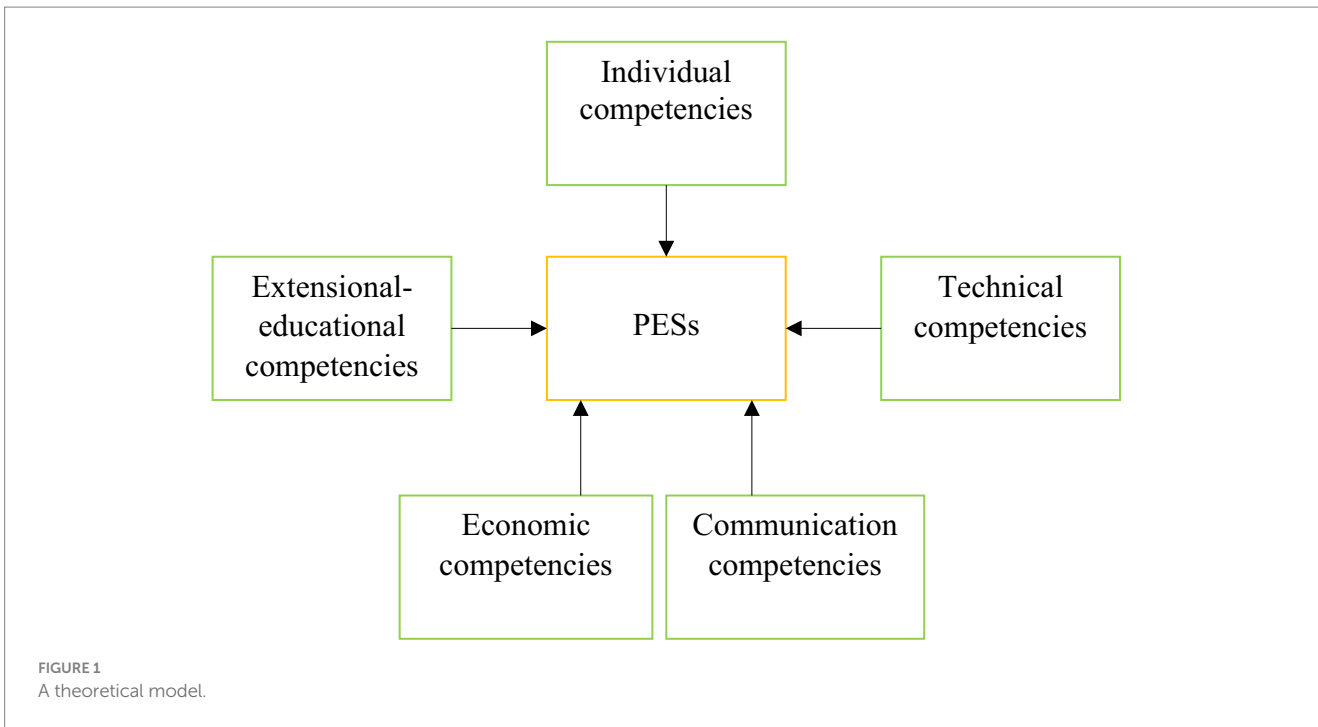 Individual
competencies
Extensional-
educational
competencies
PESs
Technical
competencies
Economic
competencies
Communication
competencies
FIGURE 1
A theoretical model.